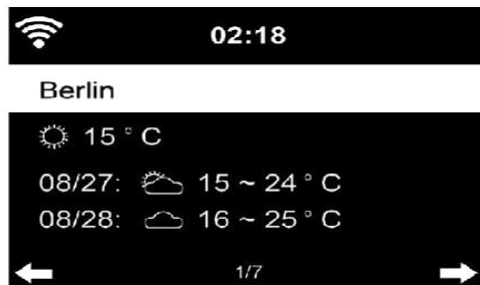 02:18
Berlin
15 ° C
08/27: 15 ~ 24 ° C
08/28: 16 ~ 25 ° C
1/7